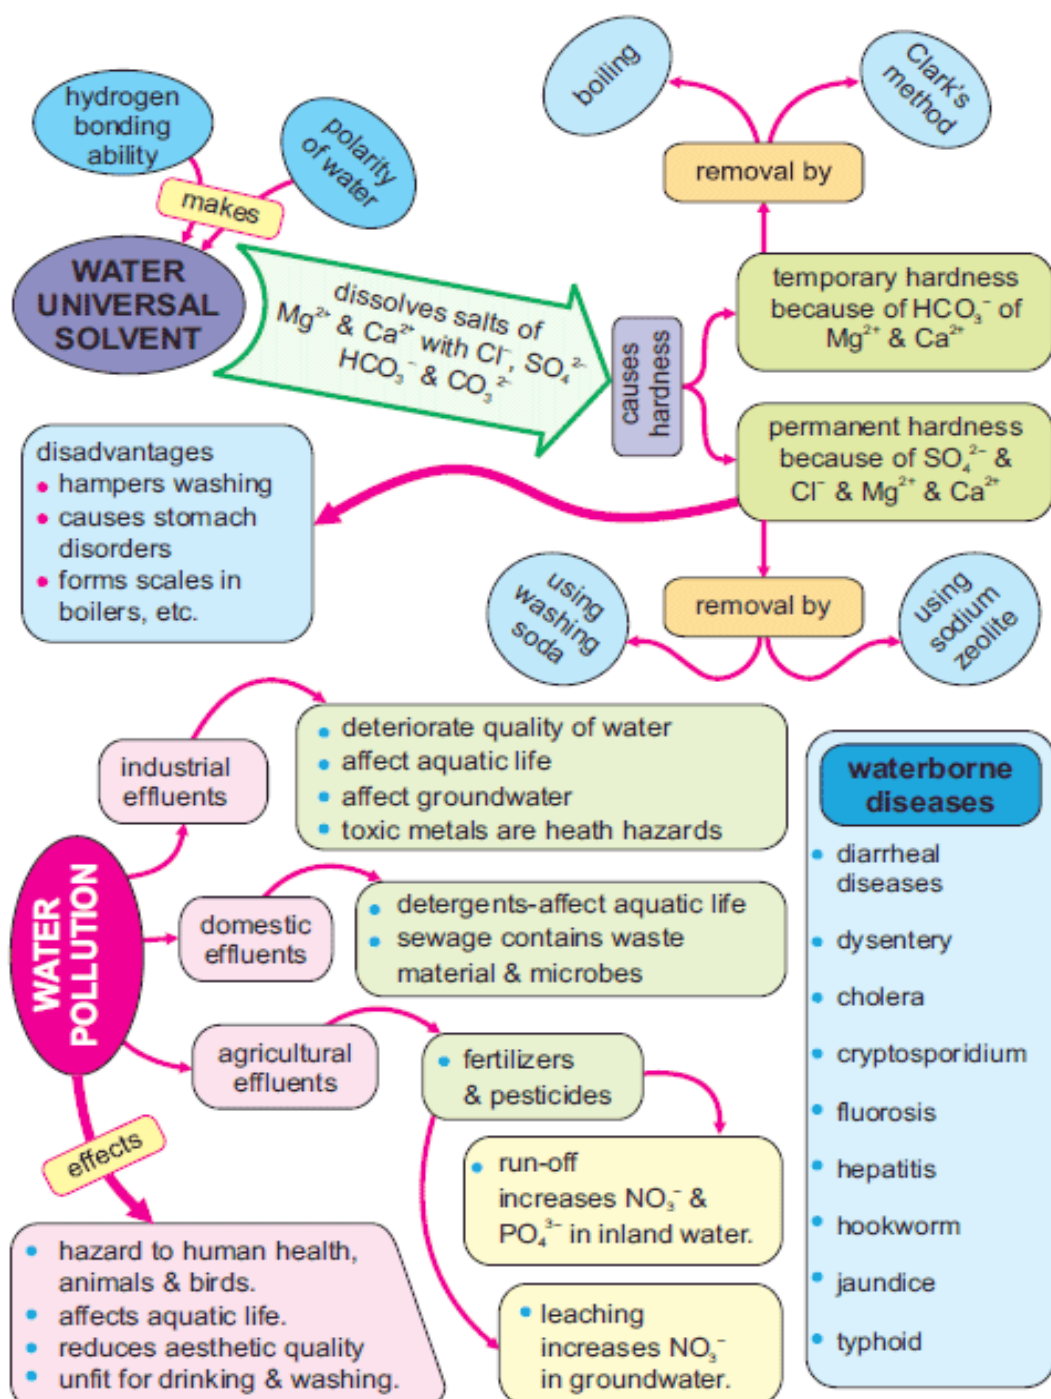 hydrogen
bonding
ability
polarity
of water
makes
WATER
UNIVERSAL
SOLVENT
dissolves salts of
Mg²⁺ & Ca²⁺ with Cl⁻, SO₄²⁻
HCO₃⁻ & CO₃²⁻
causes
hardness
boiling
Clark's
method
removal by
temporary hardness
because of HCO₃⁻ of
Mg²⁺ & Ca²⁺
permanent hardness
because of SO₄²⁻ &
Cl⁻ & Mg²⁺ & Ca²⁺
disadvantages
• hampers washing
• causes stomach
disorders
• forms scales in
boilers, etc.
removal by
using
washing
soda
using
sodium
zeolite
WATER
POLLUTION
industrial
effluents
• deteriorate quality of water
• affect aquatic life
• affect groundwater
• toxic metals are heath hazards
domestic
effluents
• detergents-affect aquatic life
• sewage contains waste
material & microbes
agricultural
effluents
• fertilizers
& pesticides
• run-off
increases NO₃⁻ &
PO₄³⁻ in inland water.
• leaching
increases NO₃⁻
in groundwater.
effects
• hazard to human health,
animals & birds.
• affects aquatic life.
• reduces aesthetic quality
• unfit for drinking & washing.
waterborne
diseases
• diarrheal
diseases
• dysentery
• cholera
• cryptosporidium
• fluorosis
• hepatitis
• hookworm
• jaundice
• typhoid